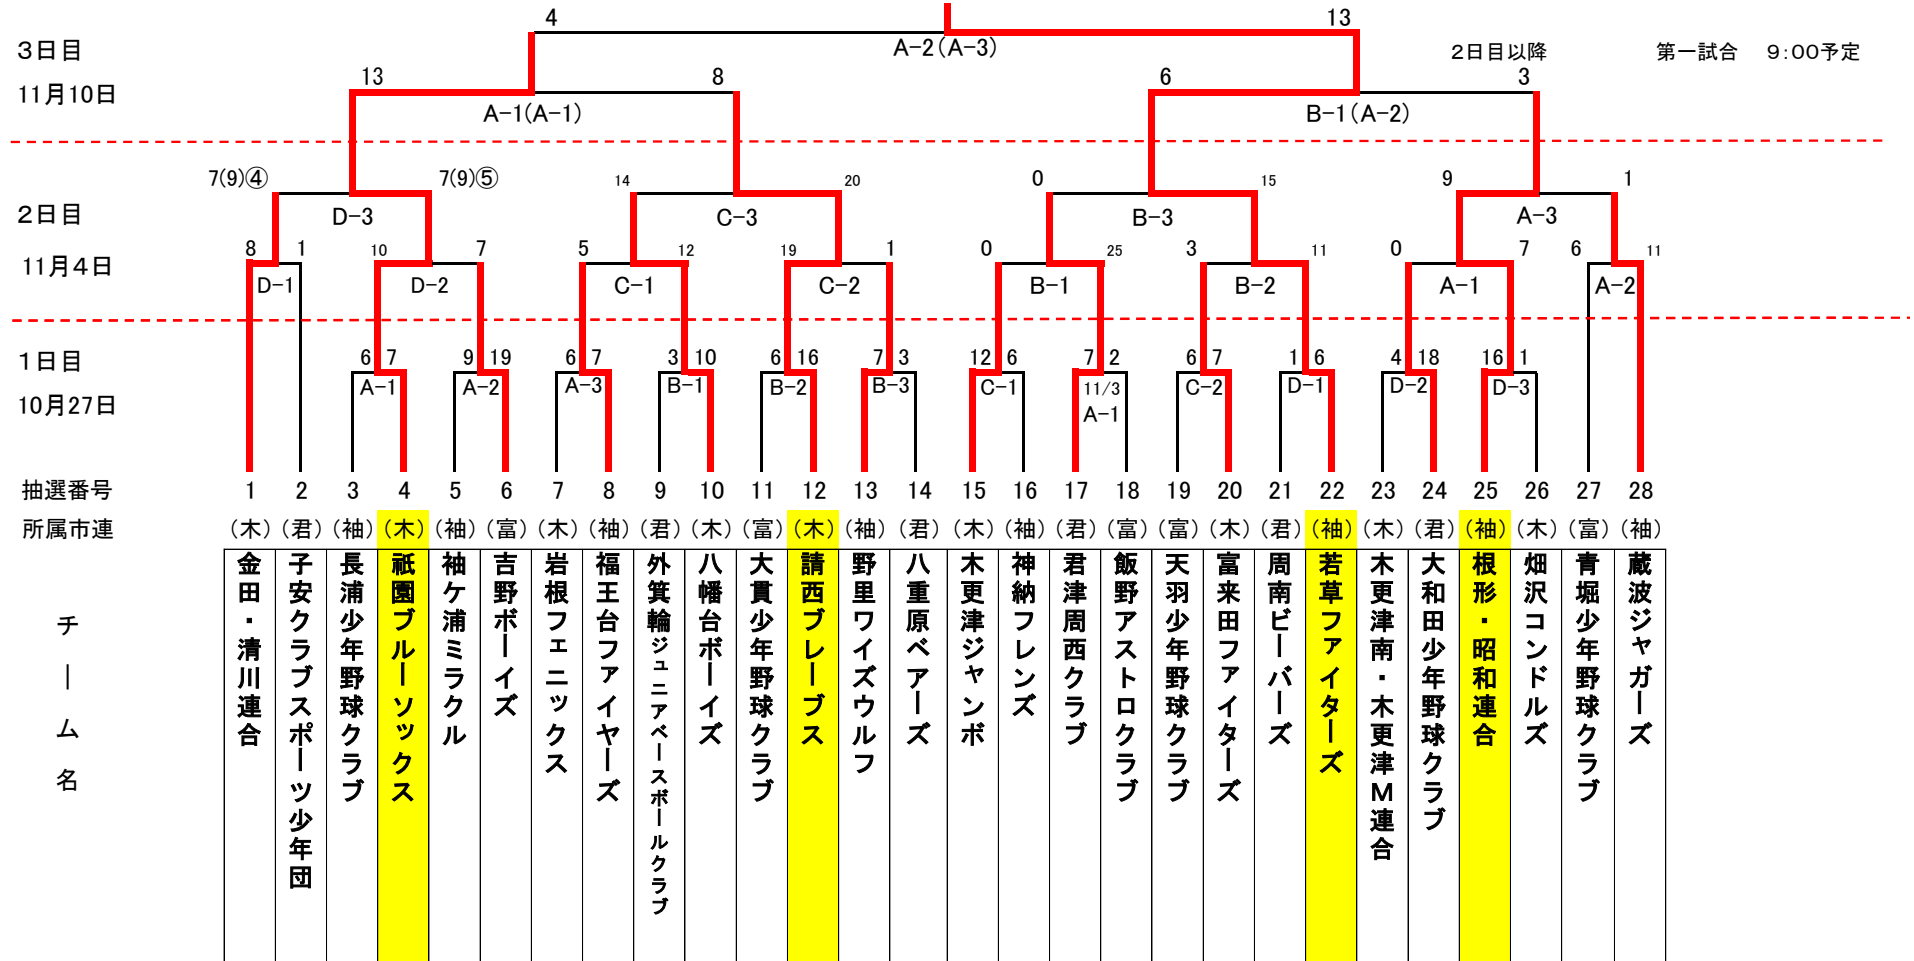 4 13
A-2(A-3)
3日目 2日目以降 第一試合 9:00予定
13 8 6 3
11月10日
A-1(A-1) B-1(A-2)
7(9)④ 7(9)⑤ 14 20 0 15 9 1
2日目 D-3 C-3 B-3 A-3
8 1 10 7 5 12 19 1 0 25 3 11 0 7 6 11
11月4日
D-1 D-2 C-1 C-2 B-1 B-2 A-1 A-2
1日目 6 7 9 19 6 7 3 10 6 16 7 3 12 6 7 2 6 7 1 6 4 18 16 1
A-1 A-2 A-3 B-1 B-2 B-3 C-1 11/3 C-2 D-1 D-2 D-3
10月27日 A-1
抽選番号 1 2 3 4 5 6 7 8 9 10 11 12 13 14 15 16 17 18 19 20 21 22 23 24 25 26 27 28
所属市連 (木) (君) (袖) (木) (袖) (富) (木) (袖) (君) (木) (富) (木) (袖) (君) (木) (袖) (君) (富) (富) (木) (君) (袖) (木) (君) (袖) (木) (富) (袖)
チーム名
金田・清川連合
子安クラブスポーツ少年団
長浦少年野球クラブ
祇園ブルーソックス
袖ケ浦ミラクル
吉野ボーイズ
岩根フェニックス
福王台ファイヤーズ
外箕輪ジュニアベースボールクラブ
八幡台ボーイズ
大貫少年野球クラブ
請西ブレーブス
野里ワイズウルフ
八重原ベアーズ
木更津ジャンボ
神納フレンズ
君津周西クラブ
飯野アストロクラブ
天羽少年野球クラブ
富来田ファイターズ
周南ビーバーズ
若草ファイターズ
木更津南・木更津M連合
大和田少年野球クラブ
根形・昭和連合
畑沢コンドルズ
青堀少年野球クラブ
蔵波ジャガーズ